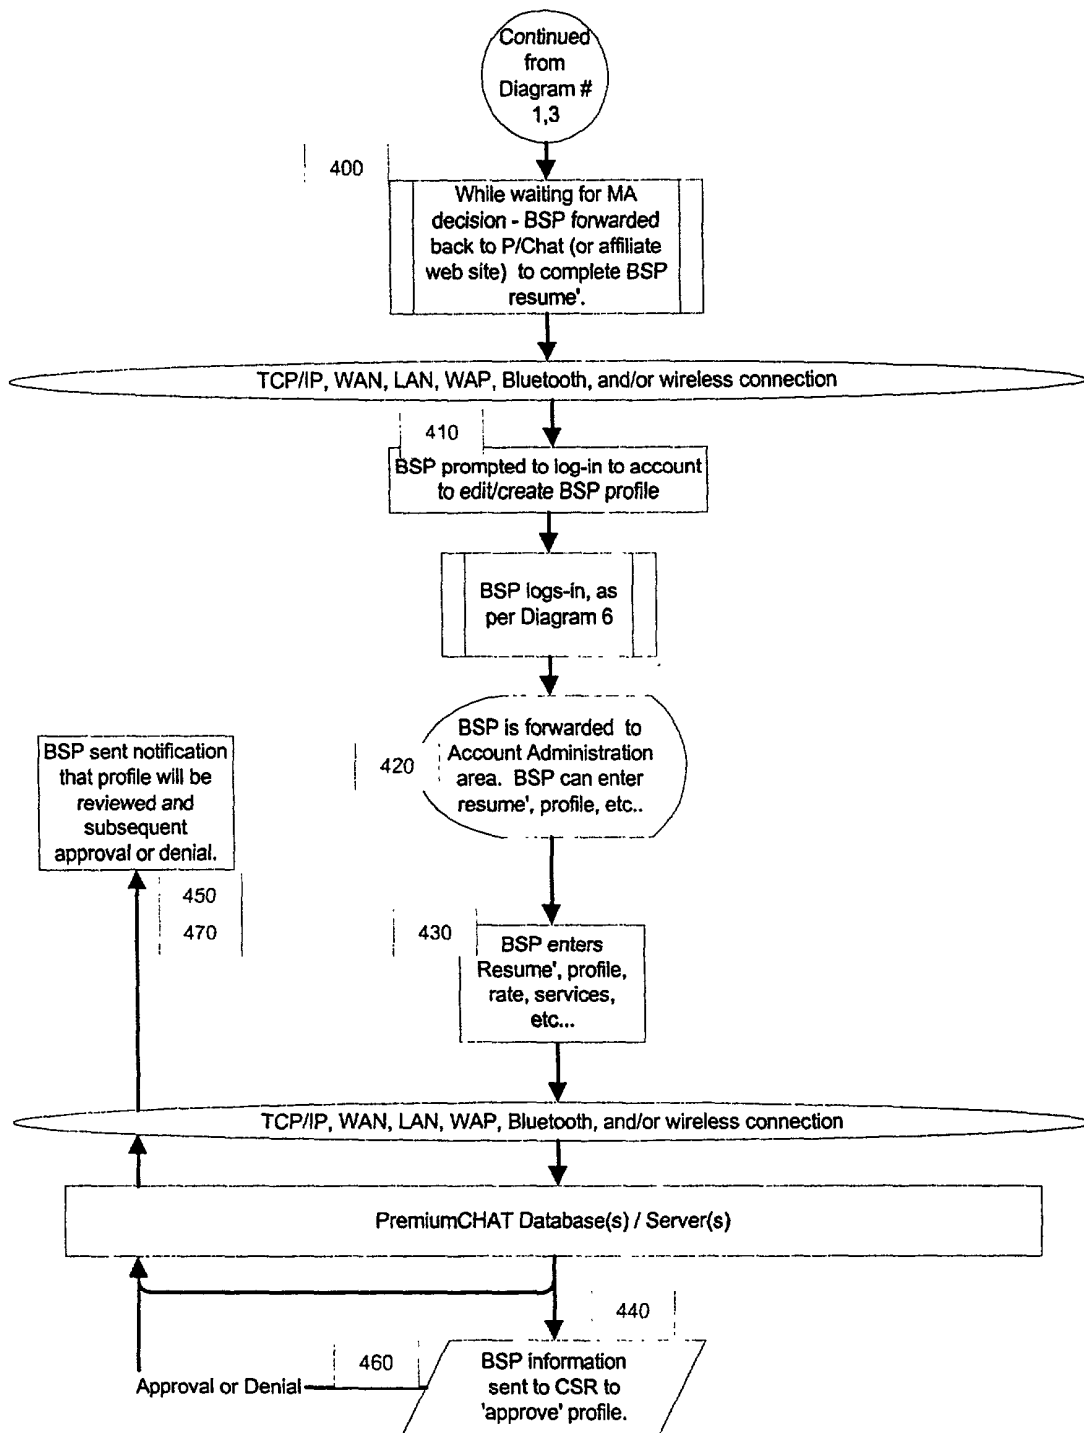 Continued
from
Diagram #
1,3
400
While waiting for MA
decision - BSP forwarded
back to P/Chat (or affiliate
web site) to complete BSP
resume'.
TCP/IP, WAN, LAN, WAP, Bluetooth, and/or wireless connection
410
BSP prompted to log-in to account
to edit/create BSP profile
BSP logs-in, as
per Diagram 6
BSP is forwarded to
Account Administration
area. BSP can enter
resume', profile, etc..
420
BSP sent notification
that profile will be
reviewed and
subsequent
approval or denial.
450
470
430
BSP enters
Resume', profile,
rate, services,
etc...
TCP/IP, WAN, LAN, WAP, Bluetooth, and/or wireless connection
PremiumCHAT Database(s) / Server(s)
440
460
BSP information
sent to CSR to
'approve' profile.
Approval or Denial